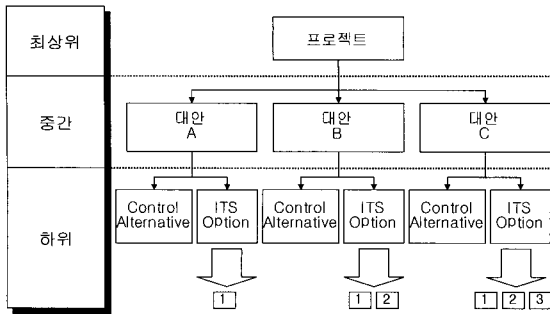 최상위
프로젝트
중간
대안
A
대안
B
대안
C
하위
Control
Alternative
ITS
Option
Control
Alternative
ITS
Option
Control
Alternative
ITS
Option
1
1 2
1 2 3